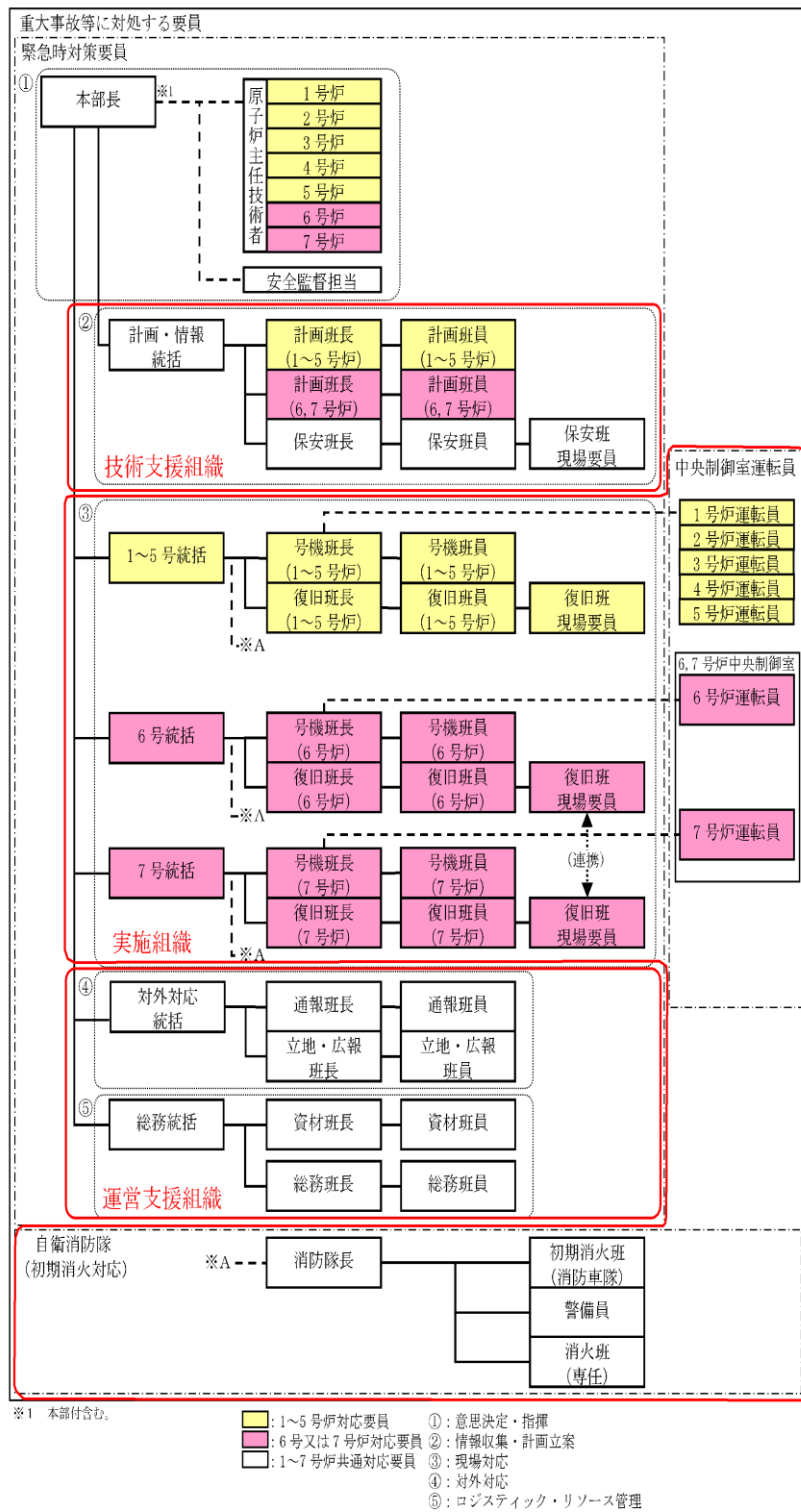 重大事故等に対処する要員
緊急時対策要員
①
本部長
※1
原子炉主任技術者
1号炉
2号炉
3号炉
4号炉
5号炉
6号炉
7号炉
安全監督担当
②
計画・情報
統括
計画班長
(1～5号炉)
計画班員
(1～5号炉)
計画班長
(6,7号炉)
計画班員
(6,7号炉)
保安班長
保安班員
保安班
現場要員
技術支援組織
中央制御室運転員
1号炉運転員
2号炉運転員
3号炉運転員
4号炉運転員
5号炉運転員
③
1～5号統括
号機班長
(1～5号炉)
号機班員
(1～5号炉)
復旧班長
(1～5号炉)
復旧班員
(1～5号炉)
復旧班
現場要員
※A
6,7号炉中央制御室
6号炉運転員
7号炉運転員
6号統括
号機班長
(6号炉)
号機班員
(6号炉)
復旧班長
(6号炉)
復旧班員
(6号炉)
復旧班
現場要員
※A
(連携)
7号統括
号機班長
(7号炉)
号機班員
(7号炉)
復旧班長
(7号炉)
復旧班員
(7号炉)
復旧班
現場要員
※A
実施組織
④
対外対応
統括
通報班長
通報班員
立地・広報
班長
立地・広報
班員
⑤
総務統括
資材班長
資材班員
総務班長
総務班員
運営支援組織
自衛消防隊
(初期消火対応)
※A
消防隊長
初期消火班
(消防車隊)
警備員
消火班
(専任)
※1 本部付含む。
：1～5号炉対応要員
：6号又は7号炉対応要員
：1～7号炉共通対応要員
①：意思決定・指揮
②：情報収集・計画立案
③：現場対応
④：対外対応
⑤：ロジスティック・リソース管理